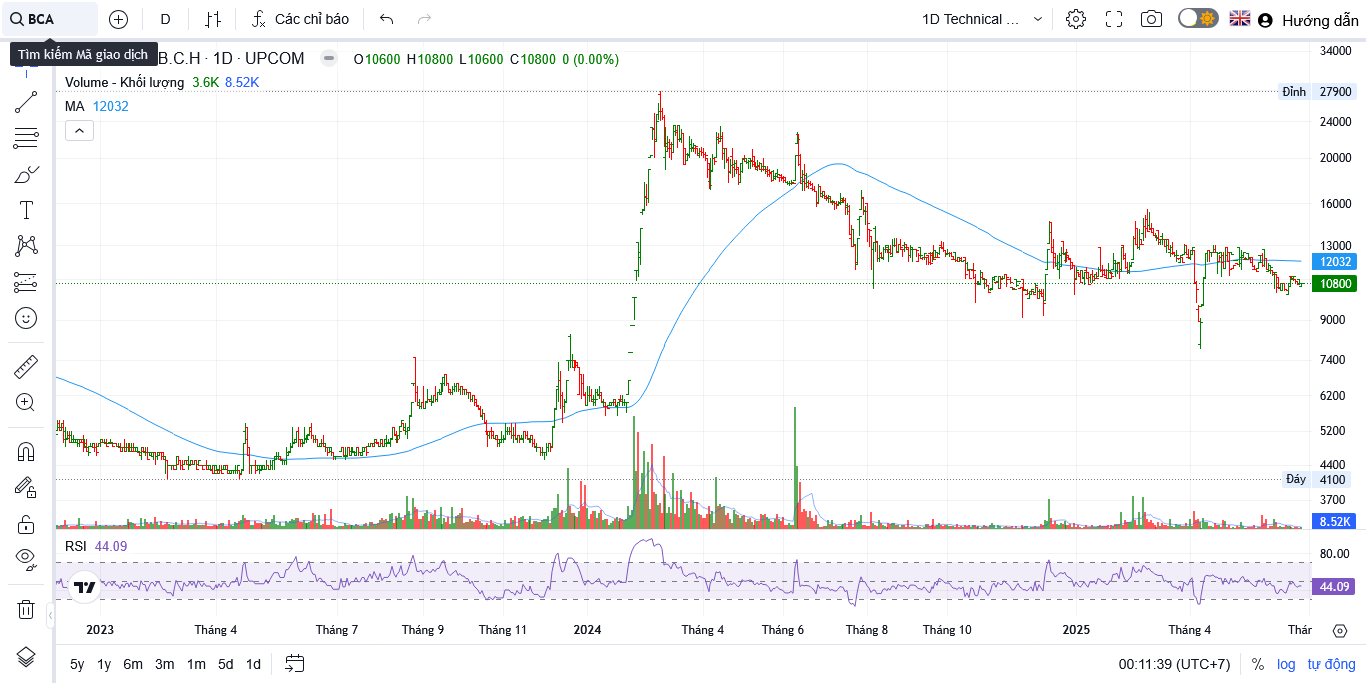 BCA
D
Các chỉ báo
1D Technical ...
Hướng dẫn
Tìm kiếm Mã giao dịch
B.C.H · 1D · UPCOM
O10600 H10800 L10600 C10800 0 (0.00%)
Volume - Khối lượng 3.6K 8.52K
MA 12032
34000
Đỉnh 27900
24000
20000
16000
13000
12032
10800
9000
7400
6200
5200
4400
Đáy 4100
3700
8.52K
RSI 44.09
80.00
44.09
2023 Tháng 4 Tháng 7 Tháng 9 Tháng 11 2024 Tháng 4 Tháng 6 Tháng 8 Tháng 10 2025 Tháng 4 Thár
5y 1y 6m 3m 1m 5d 1d
00:11:39 (UTC+7) % log tự động